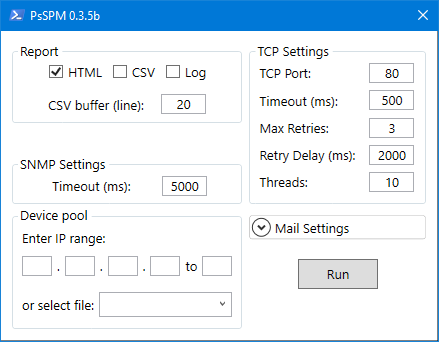 PsSPM 0.3.5b
Report
HTML CSV Log
CSV buffer (line): 20
SNMP Settings
Timeout (ms): 5000
Device pool
Enter IP range:
. . . to
or select file:
TCP Settings
TCP Port: 80
Timeout (ms): 500
Max Retries: 3
Retry Delay (ms): 2000
Threads: 10
Mail Settings
Run